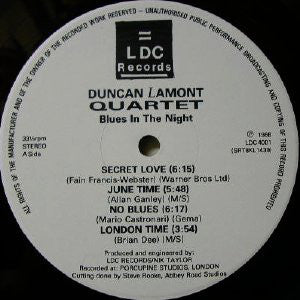 ALL RIGHTS OF THE MANUFACTURER AND OF THE OWNER OF THE RECORDED WORK RESERVED - UNAUTHORISED PUBLIC PERFORMANCE BROADCASTING AND COPYING OF THIS RECORD PROHIBITED
=
LDC
Records
DUNCAN LAMONT
QUARTET
Blues In The Night
33⅓rpm
STEREO
A Side
Ⓟ 1988
LDC 4001
SECRET LOVE (6:15)
(Fain Francis-Webster) (Warner Bros Ltd)
JUNE TIME (5:48)
(Allan Ganley) (M/S)
NO BLUES (6:17)
(Mario Castronari) (Gema)
LONDON TIME (3:54)
(Brian Dee) (M/S)
Produced and engineered by:
LDC RECORDS/NIK TAYLOR
Recorded at: PORCUPINE STUDIOS, LONDON
Cutting done by Steve Rooke, Abbey Road Studios